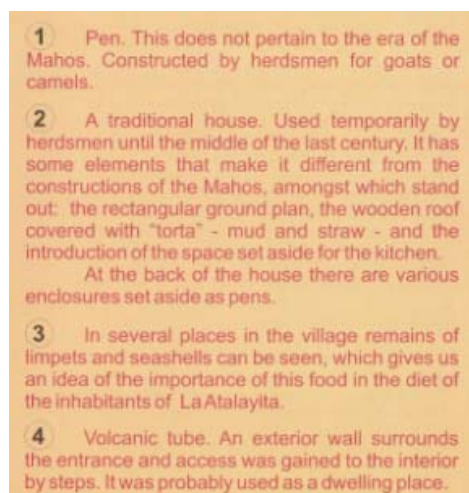 1 Pen. This does not pertain to the era of the
Mahos. Constructed by herdsmen for goats or
camels.
2 A traditional house. Used temporarily by
herdsmen until the middle of the last century. It has
some elements that make it different from the
constructions of the Mahos, amongst which stand
out: the rectangular ground plan, the wooden roof
covered with "torta" - mud and straw - and the
introduction of the space set aside for the kitchen.
At the back of the house there are various
enclosures set aside as pens.
3 In several places in the village remains of
limpets and seashells can be seen, which gives us
an idea of the importance of this food in the diet of
the inhabitants of La Atalayita.
4 Volcanic tube. An exterior wall surrounds
the entrance and access was gained to the interior
by steps. It was probably used as a dwelling place.